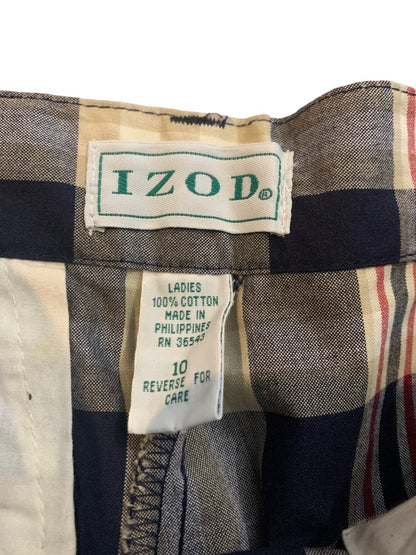 IZOD®
LADIES
100% COTTON
MADE IN
PHILIPPINES
RN 36543
10
REVERSE FOR
CARE